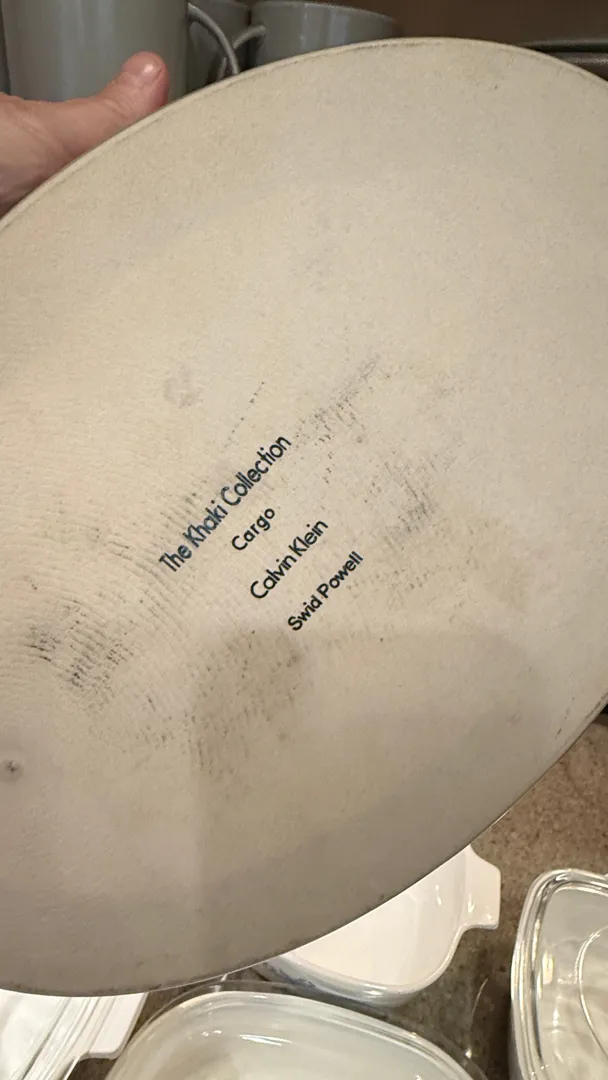 The Khaki Collection
Cargo
Calvin Klein
Swid Powell